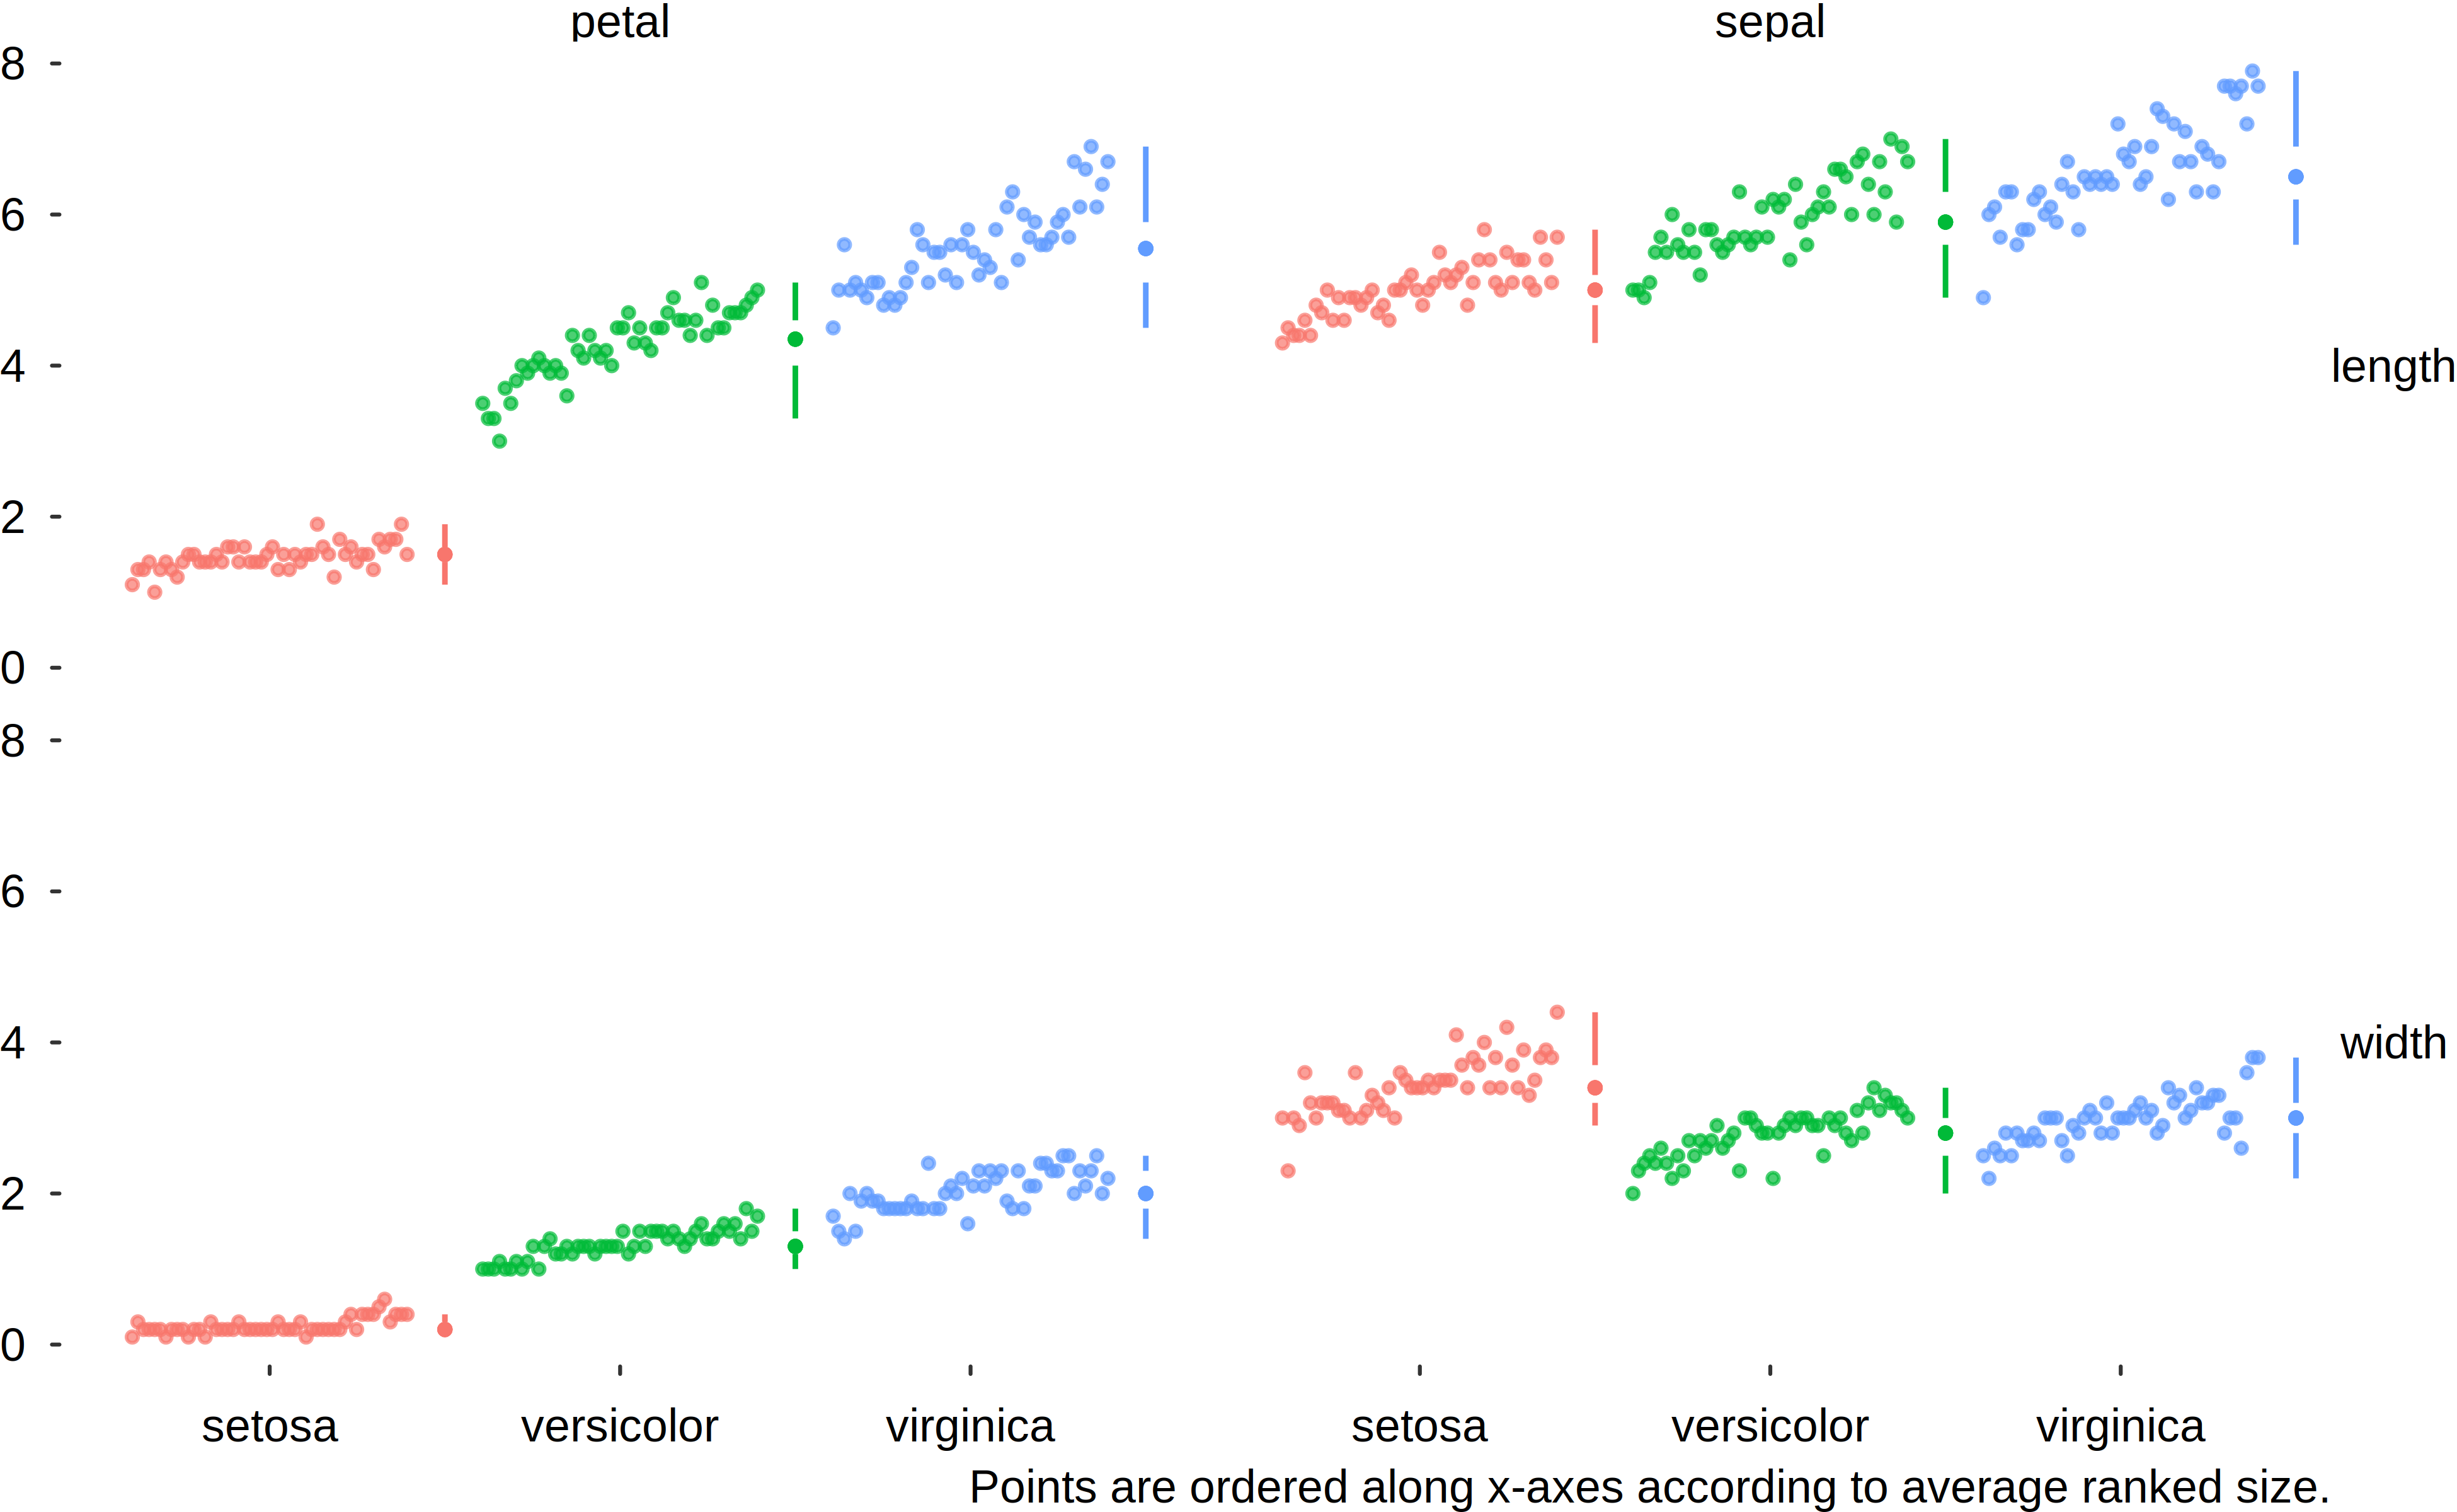 petal sepal
8
6
4 length
2
0
8
6
4 width
2
0
setosa versicolor virginica setosa versicolor virginica
Points are ordered along x-axes according to average ranked size.